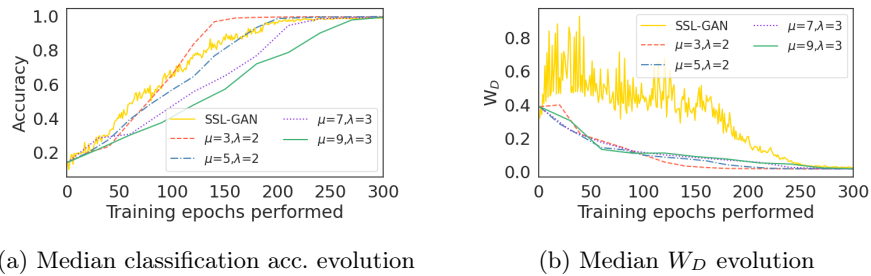 1.0
0.8
0.6
0.4
0.2
Accuracy
SSL-GAN
μ=3,λ=2
μ=5,λ=2
μ=7,λ=3
μ=9,λ=3
0 50 100 150 200 250 300
Training epochs performed
(a) Median classification acc. evolution
0.8
0.6
0.4
0.2
0.0
W_D
SSL-GAN
μ=3,λ=2
μ=5,λ=2
μ=7,λ=3
μ=9,λ=3
0 50 100 150 200 250 300
Training epochs performed
(b) Median W_D evolution